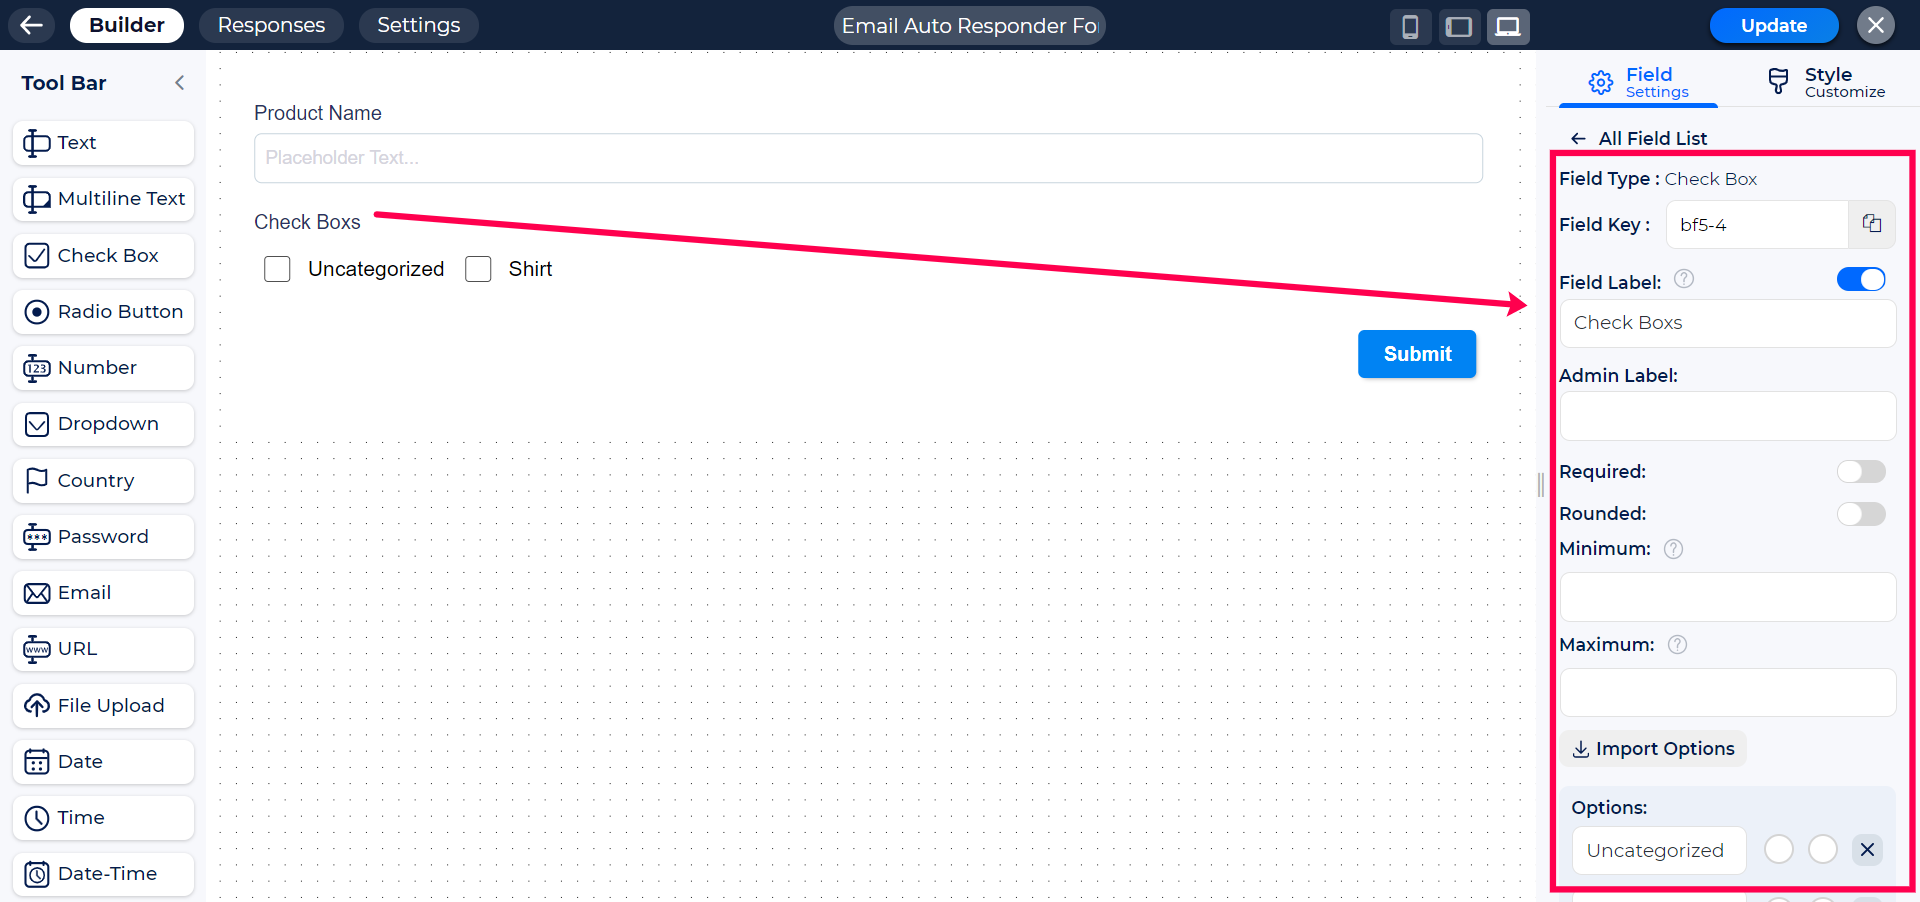 Builder
Responses
Settings
Email Auto Responder Fo
Update
Tool Bar
Text
Multiline Text
Check Box
Radio Button
Number
Dropdown
Country
Password
Email
URL
File Upload
Date
Time
Date-Time
Product Name
Placeholder Text...
Check Boxs
Uncategorized
Shirt
Submit
Field
Settings
Style
Customize
All Field List
Field Type : Check Box
Field Key : bf5-4
Field Label: ?
Check Boxs
Admin Label:
Required:
Rounded:
Minimum: ?
Maximum: ?
Import Options
Options:
Uncategorized